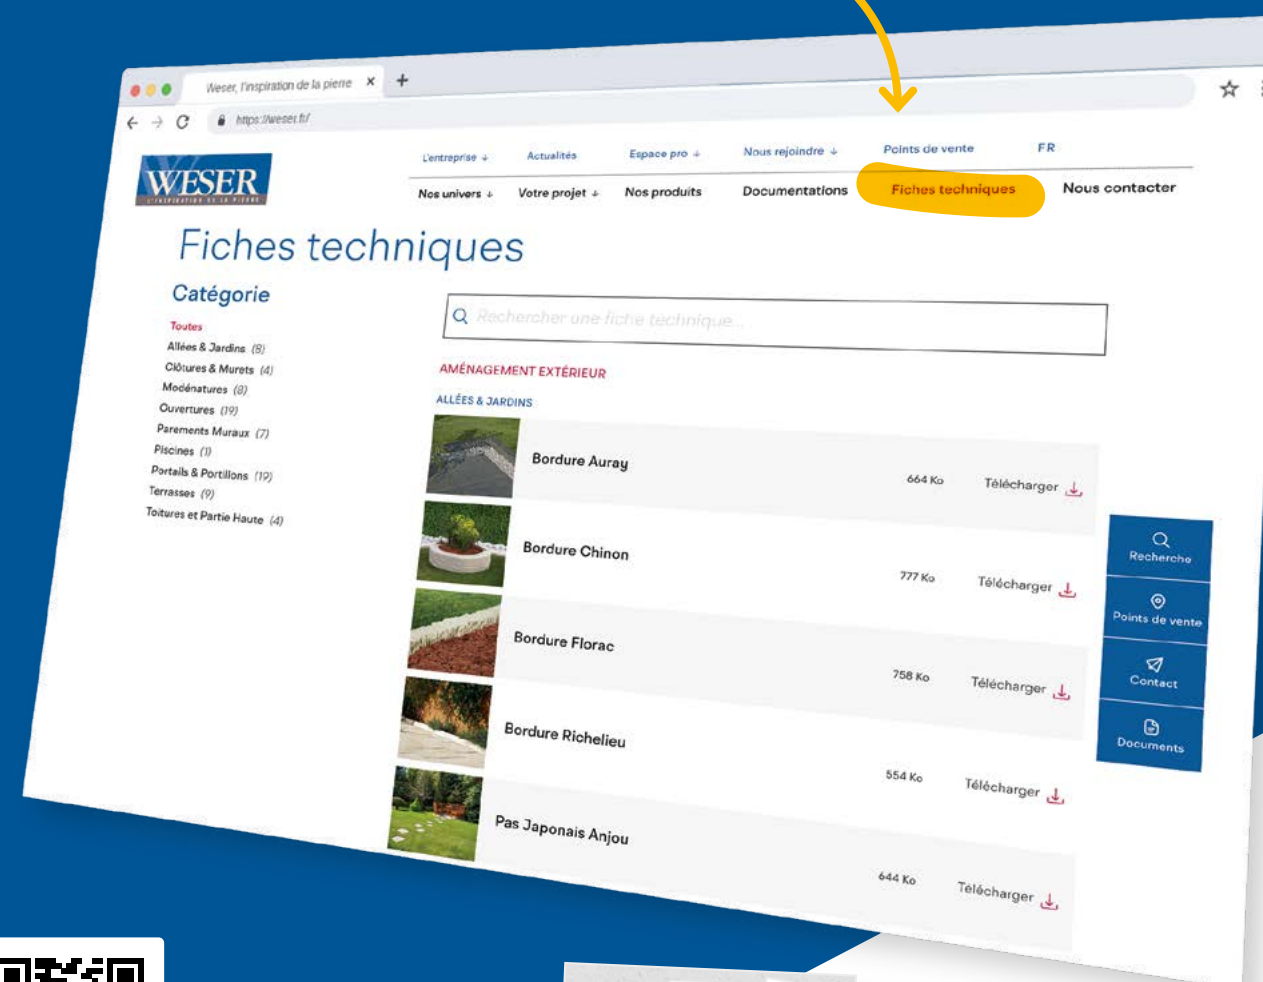 Weser, l'inspiration de la pierre
https://weser.fr/
WESER
L'INSPIRATION DE LA PIERRE
L'entreprise ↓ Actualités Espace pro ↓ Nous rejoindre ↓ Points de vente FR
Nos univers ↓ Votre projet ↓ Nos produits Documentations Fiches techniques Nous contacter
Fiches techniques
Catégorie
Toutes
Allées & Jardins (8)
Clôtures & Murets (4)
Modénatures (8)
Ouvertures (19)
Parements Muraux (7)
Piscines (1)
Portails & Portillons (19)
Terrasses (9)
Toitures et Partie Haute (4)
Rechercher une fiche technique...
AMÉNAGEMENT EXTÉRIEUR
ALLÉES & JARDINS
Bordure Auray 664 Ko Télécharger
Bordure Chinon 777 Ko Télécharger
Bordure Florac 758 Ko Télécharger
Bordure Richelieu 554 Ko Télécharger
Pas Japonais Anjou 644 Ko Télécharger
Recherche
Points de vente
Contact
Documents